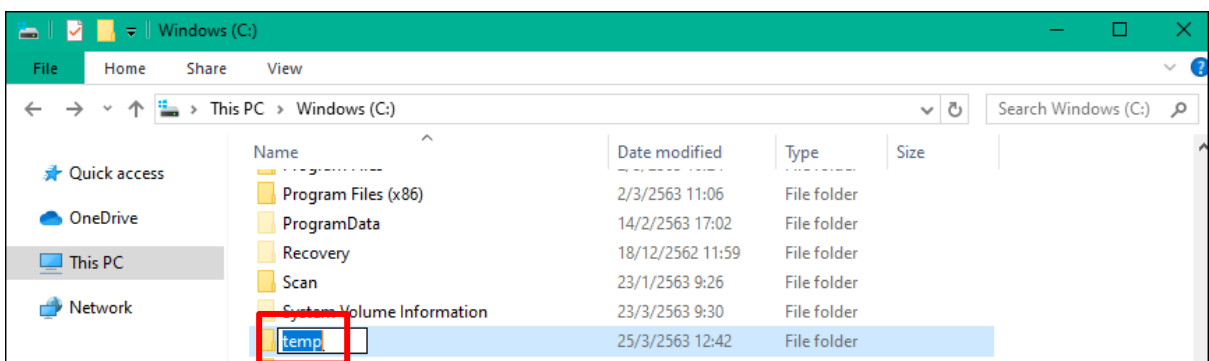 Windows (C:)
File Home Share View
This PC > Windows (C:) Search Windows (C:)
Name Date modified Type Size
Quick access
Program Files (x86) 2/3/2563 11:06 File folder
OneDrive
ProgramData 14/2/2563 17:02 File folder
Recovery 18/12/2562 11:59 File folder
This PC
Scan 23/1/2563 9:26 File folder
Network
System Volume Information 23/3/2563 9:30 File folder
temp 25/3/2563 12:42 File folder